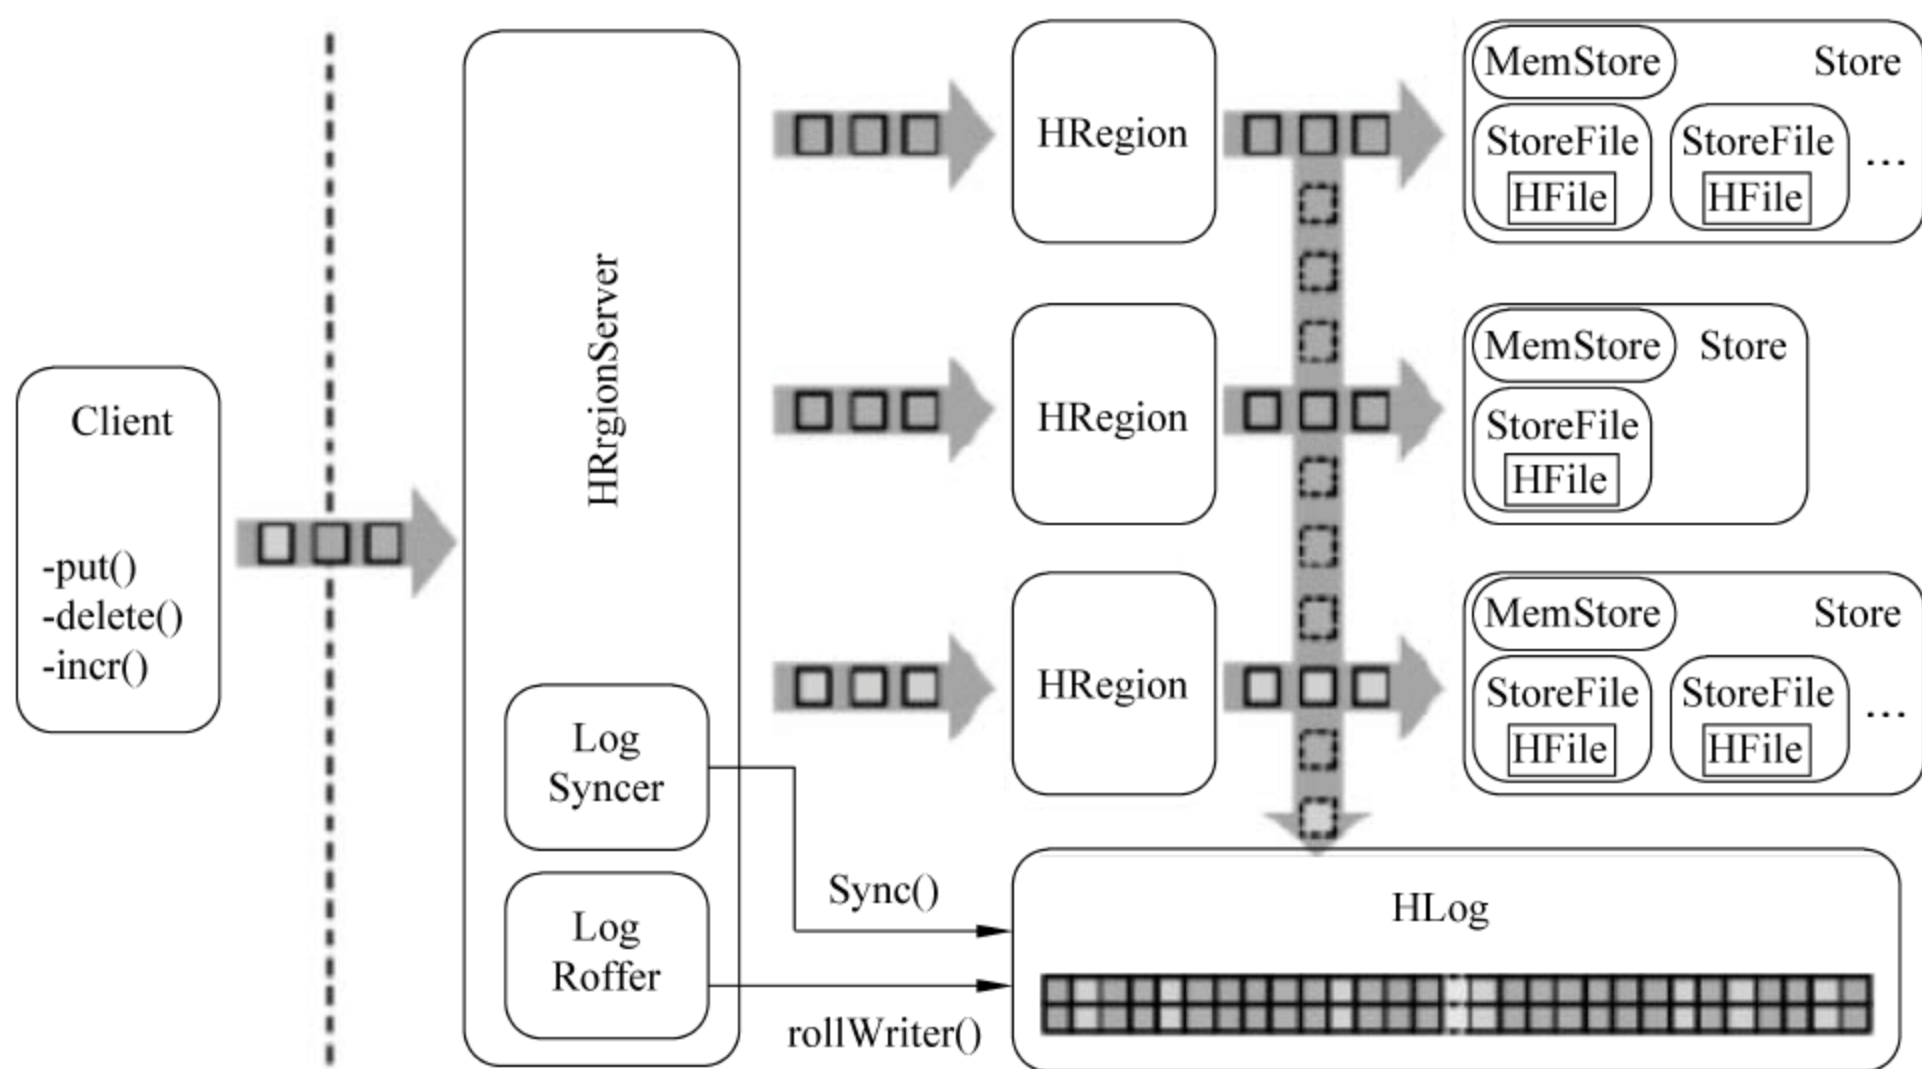 Client
-put()
-delete()
-incr()
HRrgionServer
Log
Syncer
Log
Roffer
Sync()
rollWriter()
HRegion
MemStore Store
StoreFile StoreFile ...
HFile HFile
HRegion
MemStore Store
StoreFile
HFile
HRegion
MemStore Store
StoreFile StoreFile ...
HFile HFile
HLog